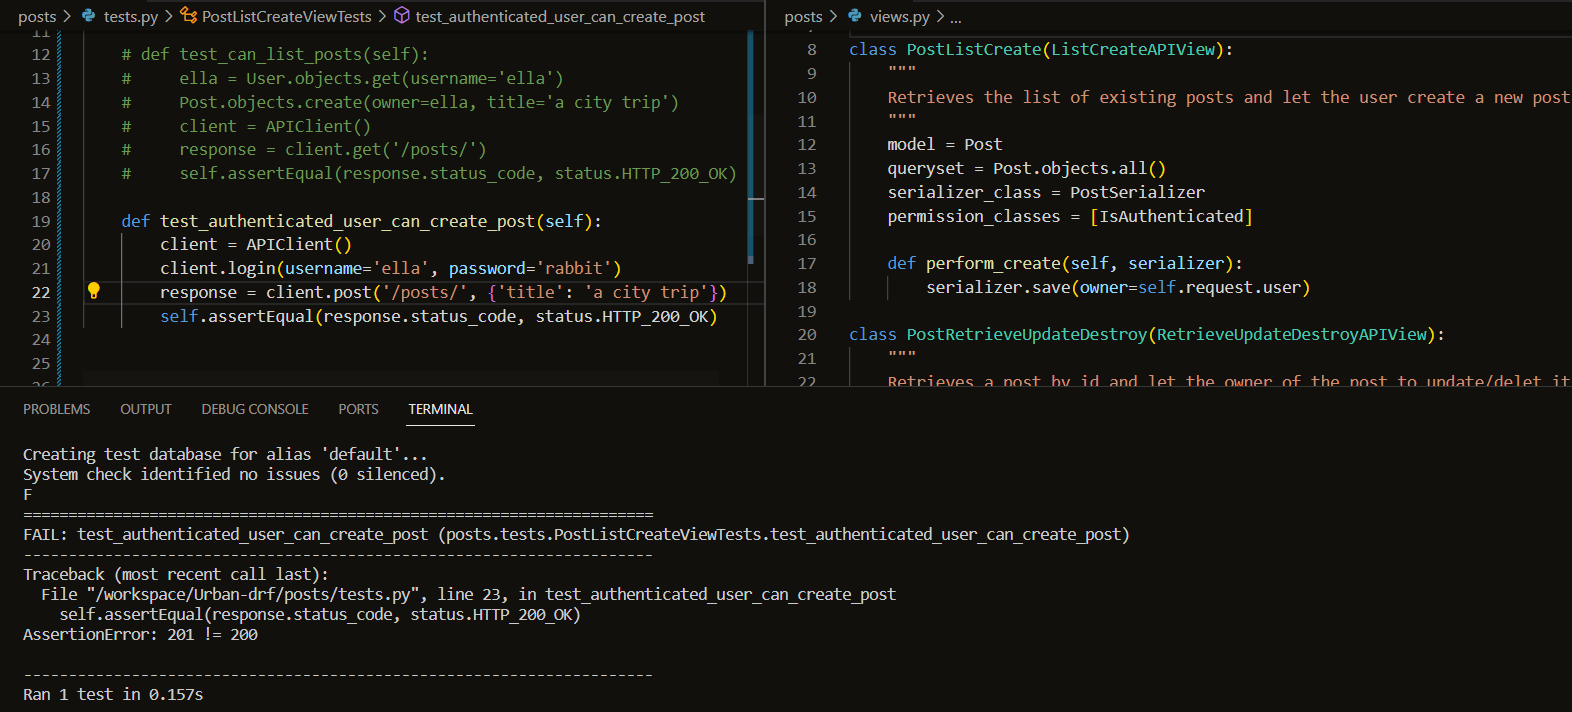 posts > tests.py > PostListCreateViewTests > test_authenticated_user_can_create_post
11
12 # def test_can_list_posts(self):
13 #     ella = User.objects.get(username='ella')
14 #     Post.objects.create(owner=ella, title='a city trip')
15 #     client = APIClient()
16 #     response = client.get('/posts/')
17 #     self.assertEqual(response.status_code, status.HTTP_200_OK)
18
19 def test_authenticated_user_can_create_post(self):
20     client = APIClient()
21     client.login(username='ella', password='rabbit')
22     response = client.post('/posts/', {'title': 'a city trip'})
23     self.assertEqual(response.status_code, status.HTTP_200_OK)
24
25
26
posts > views.py > ...
8 class PostListCreate(ListCreateAPIView):
9     """
10     Retrieves the list of existing posts and let the user create a new post
11     """
12     model = Post
13     queryset = Post.objects.all()
14     serializer_class = PostSerializer
15     permission_classes = [IsAuthenticated]
16
17     def perform_create(self, serializer):
18         serializer.save(owner=self.request.user)
19
20 class PostRetrieveUpdateDestroy(RetrieveUpdateDestroyAPIView):
21     """
22     Retrieves a post by id and let the owner of the post to update/delet it
PROBLEMS OUTPUT DEBUG CONSOLE PORTS TERMINAL
Creating test database for alias 'default'...
System check identified no issues (0 silenced).
F
======================================================================
FAIL: test_authenticated_user_can_create_post (posts.tests.PostListCreateViewTests.test_authenticated_user_can_create_post)
----------------------------------------------------------------------
Traceback (most recent call last):
  File "/workspace/Urban-drf/posts/tests.py", line 23, in test_authenticated_user_can_create_post
    self.assertEqual(response.status_code, status.HTTP_200_OK)
AssertionError: 201 != 200
----------------------------------------------------------------------
Ran 1 test in 0.157s